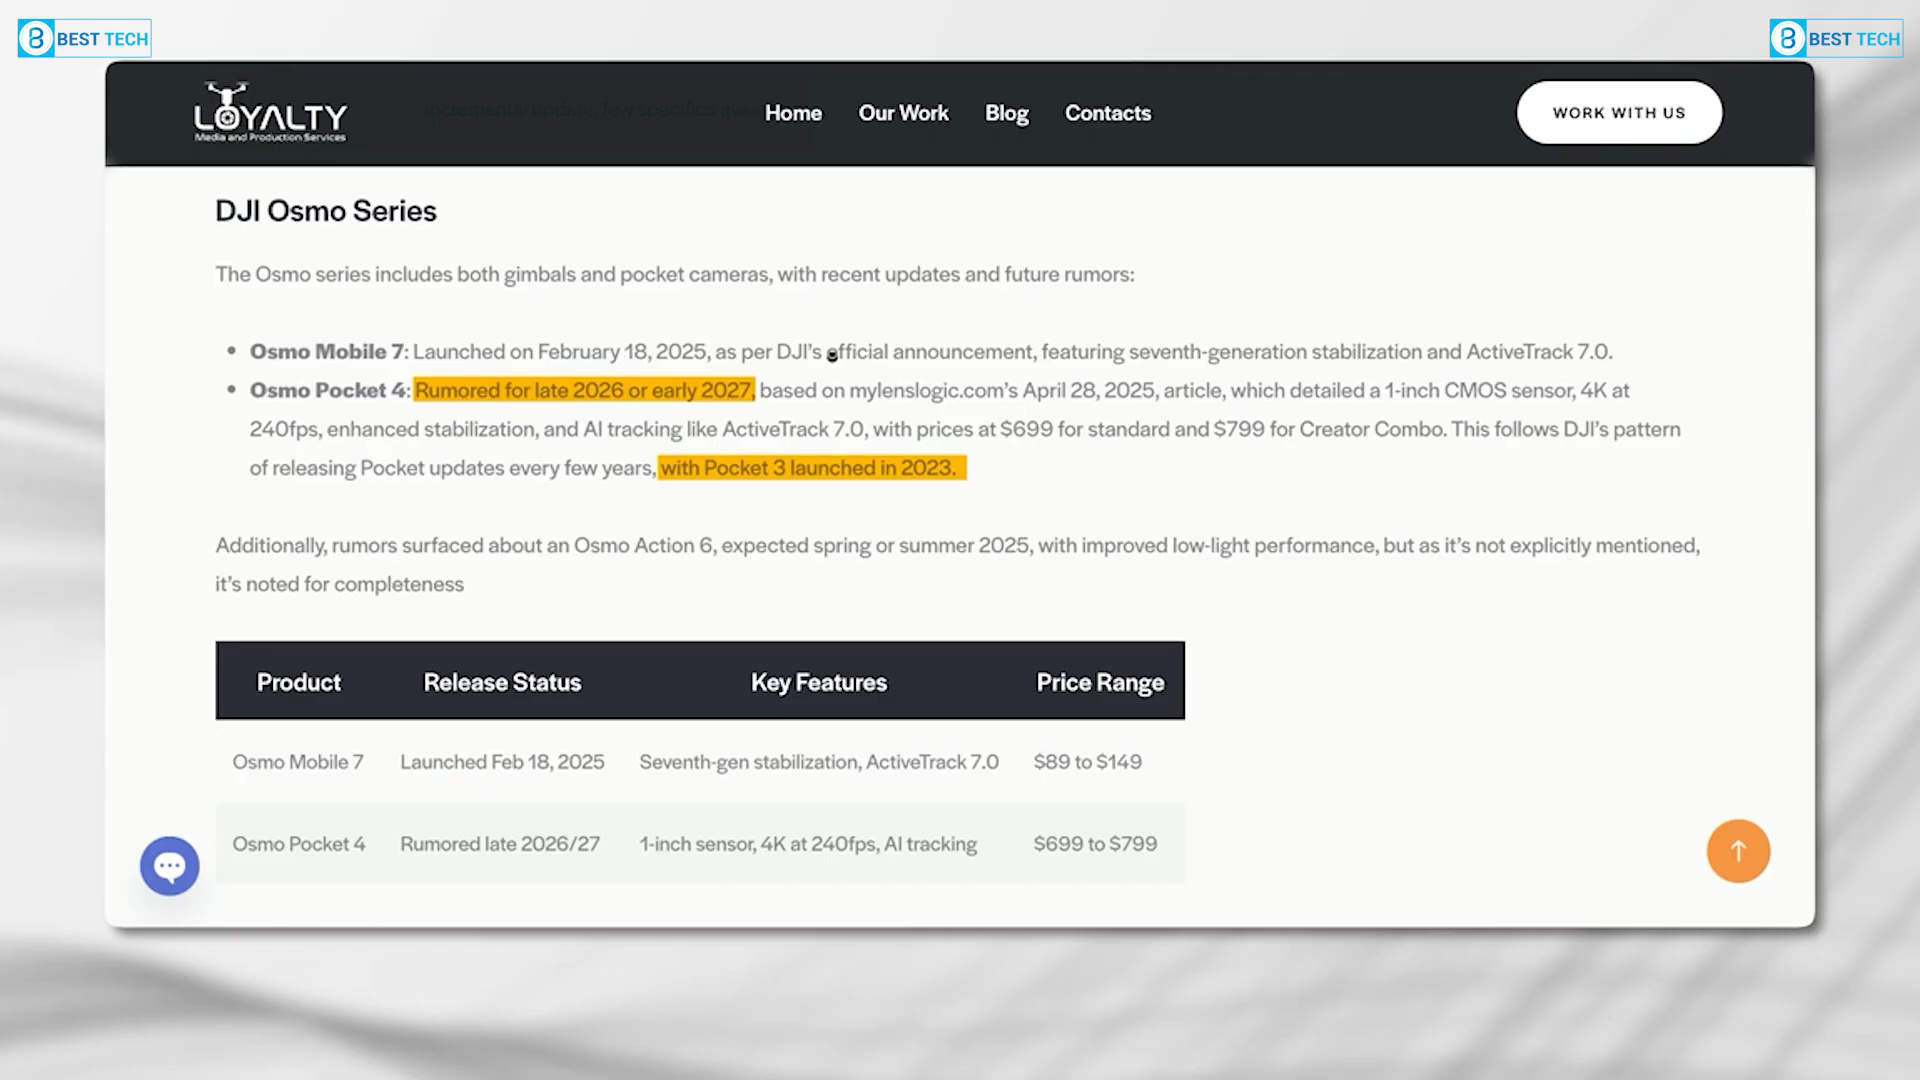 BEST TECH
BEST TECH
LOYALTY
Media and Production Services
incremental update, few specifics
Home
Our Work
Blog
Contacts
WORK WITH US
DJI Osmo Series
The Osmo series includes both gimbals and pocket cameras, with recent updates and future rumors:
• Osmo Mobile 7: Launched on February 18, 2025, as per DJI's official announcement, featuring seventh-generation stabilization and ActiveTrack 7.0.
• Osmo Pocket 4: Rumored for late 2026 or early 2027, based on mylenslogic.com's April 28, 2025, article, which detailed a 1-inch CMOS sensor, 4K at
240fps, enhanced stabilization, and AI tracking like ActiveTrack 7.0, with prices at $699 for standard and $799 for Creator Combo. This follows DJI's pattern
of releasing Pocket updates every few years, with Pocket 3 launched in 2023.
Additionally, rumors surfaced about an Osmo Action 6, expected spring or summer 2025, with improved low-light performance, but as it's not explicitly mentioned,
it's noted for completeness
Product Release Status Key Features Price Range
Osmo Mobile 7 Launched Feb 18, 2025 Seventh-gen stabilization, ActiveTrack 7.0 $89 to $149
Osmo Pocket 4 Rumored late 2026/27 1-inch sensor, 4K at 240fps, AI tracking $699 to $799